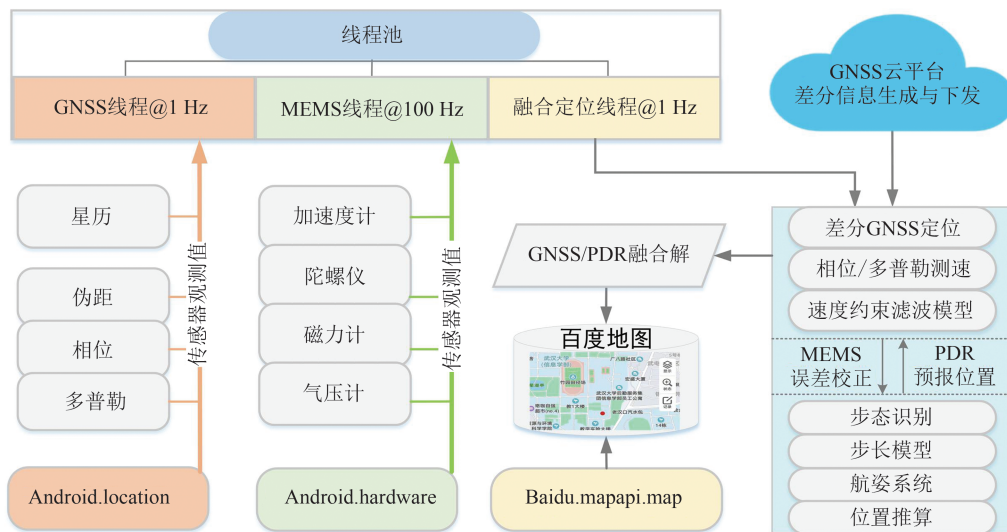 线程池
GNSS线程@1 Hz
MEMS线程@100 Hz
融合定位线程@1 Hz
GNSS云平台
差分信息生成与下发
星历
伪距
相位
多普勒
传感器观测值
Android.location
加速度计
陀螺仪
磁力计
气压计
传感器观测值
Android.hardware
GNSS/PDR融合解
百度地图
武汉大学
Baidu.mapapi.map
差分GNSS定位
相位/多普勒测速
速度约束滤波模型
MEMS
误差校正
PDR
预报位置
步态识别
步长模型
航姿系统
位置推算